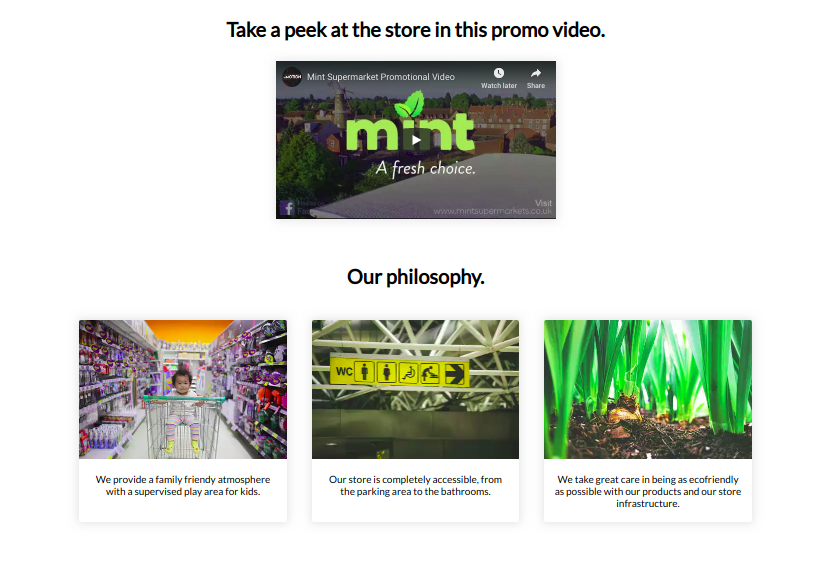 Take a peek at the store in this promo video.
Mint Supermarket Promotional Video
Watch later
Share
mint
A fresh choice.
Visit
www.mintsupermarkets.co.uk
Our philosophy.
WC
We provide a family friendy atmosphere
with a supervised play area for kids.
Our store is completely accessible, from
the parking area to the bathrooms.
We take great care in being as ecofriendly
as possible with our products and our store
infrastructure.